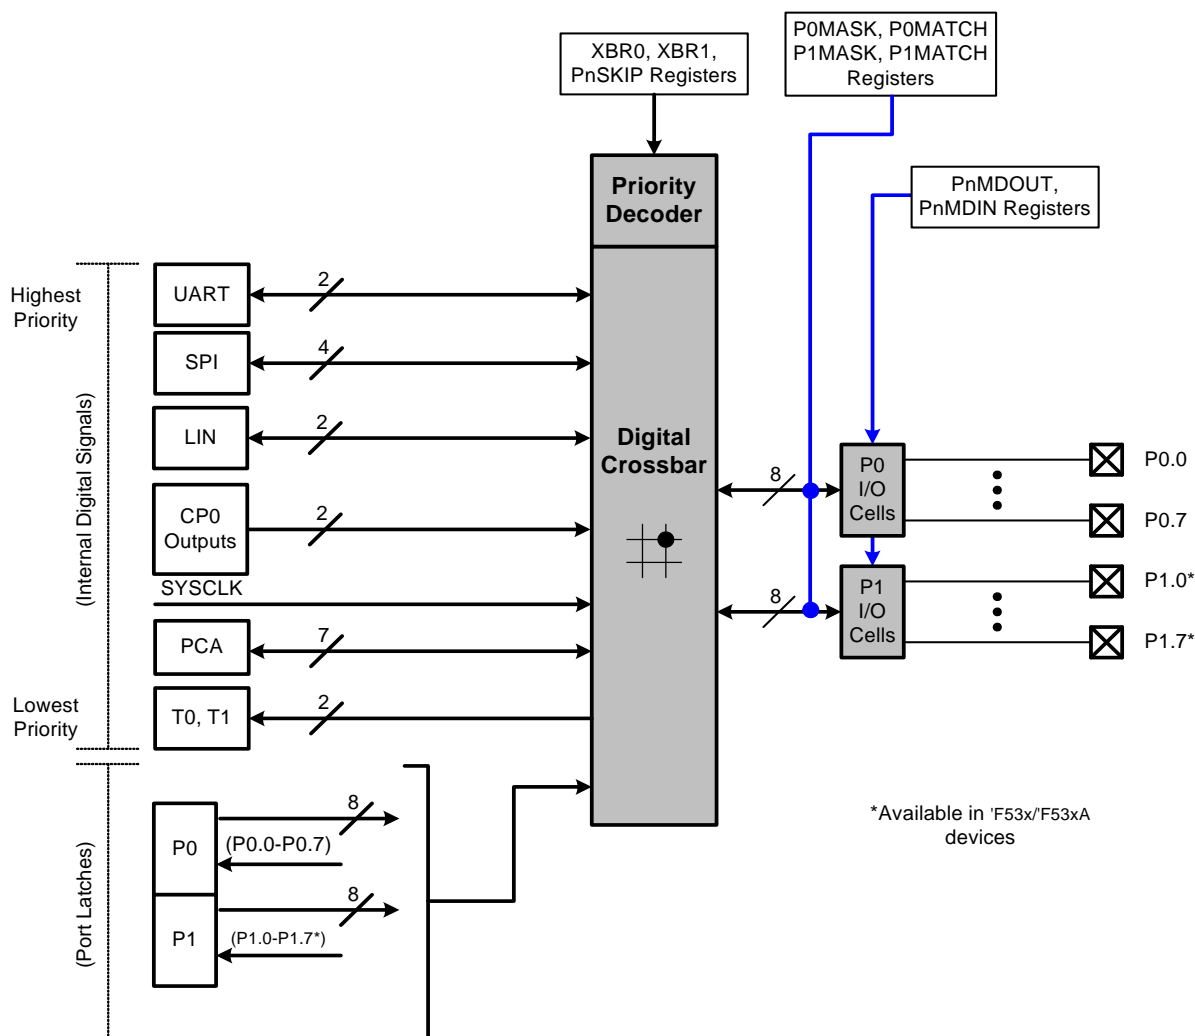 XBR0, XBR1,
PnSKIP Registers
P0MASK, P0MATCH
P1MASK, P1MATCH
Registers
PnMDOUT,
PnMDIN Registers
Priority
Decoder
Highest
Priority
(Internal Digital Signals)
UART
2
SPI
4
LIN
2
CP0
Outputs
2
SYSCLK
PCA
7
Lowest
Priority
T0, T1
2
Digital
Crossbar
8
P0
I/O
Cells
P0.0
P0.7
8
P1
I/O
Cells
P1.0*
P1.7*
(Port Latches)
P0
8
(P0.0-P0.7)
P1
8
(P1.0-P1.7*)
*Available in 'F53x/'F53xA
devices